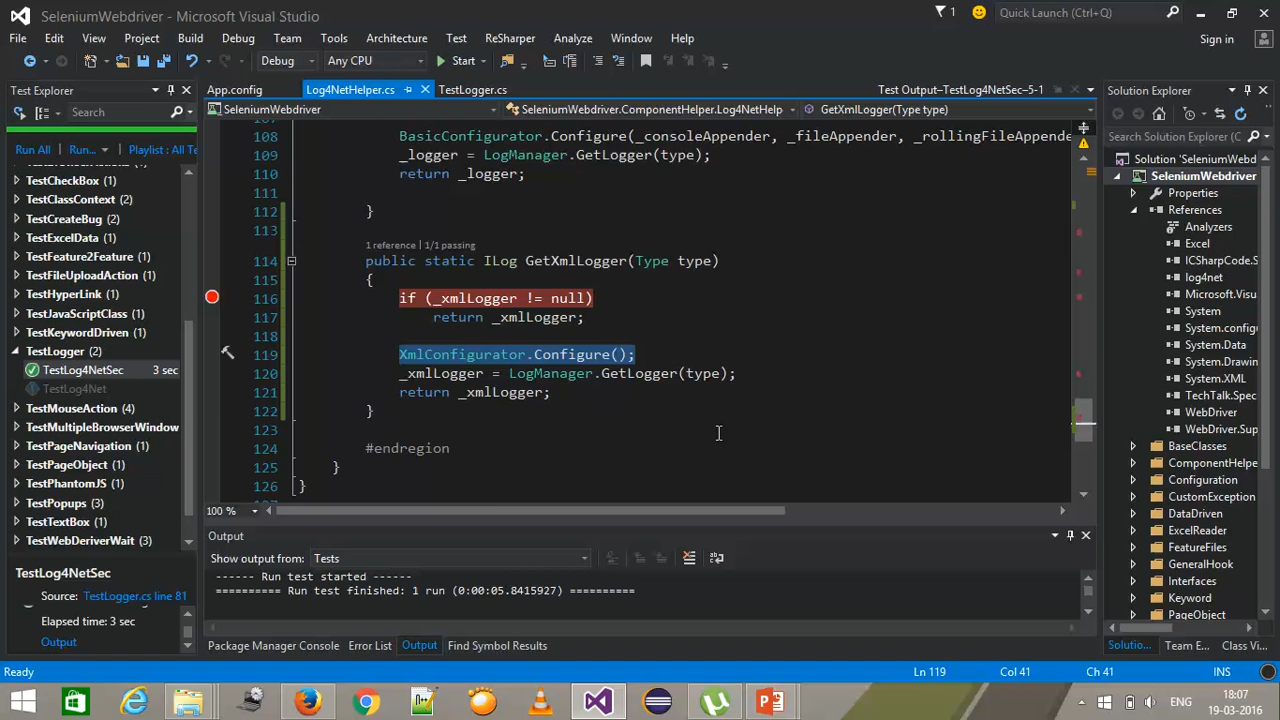 SeleniumWebdriver - Microsoft Visual Studio
1
Quick Launch (Ctrl+Q)
File Edit View Project Build Debug Team Tools Architecture Test ReSharper Analyze Window Help
Sign in
Debug Any CPU Start
Test Explorer
App.config Log4NetHelper.cs TestLogger.cs Test Output–TestLog4NetSec–5-1
Solution Explorer
Search
SeleniumWebdriver SeleniumWebdriver.ComponentHelper.Log4NetHelp GetXmlLogger(Type type)
Search Solution Explorer (
Run All Run... Playlist : All Te
TestCheckBox (1)
TestClassContext (2)
TestCreateBug (1)
TestExcelData (1)
TestFeature2Feature (1)
TestFileUploadAction (1)
TestHyperLink (1)
TestJavaScriptClass (1)
TestKeywordDriven (1)
TestLogger (2)
TestLog4NetSec 3 sec
TestLog4Net
TestMouseAction (4)
TestMultipleBrowserWindow
TestPageNavigation (1)
TestPageObject (1)
TestPhantomJS (1)
TestPopups (1)
TestTextBox (1)
TestWebDeriverWait (3)
TestLog4NetSec
Source: TestLogger.cs line 81
Elapsed time: 3 sec
Output
108 BasicConfigurator.Configure(_consoleAppender, _fileAppender, _rollingFileAppende
109 _logger = LogManager.GetLogger(type);
110 return _logger;
111
112 }
113
1 reference | 1/1 passing
114 public static ILog GetXmlLogger(Type type)
115 {
116 if (_xmlLogger != null)
117 return _xmlLogger;
118
119 XmlConfigurator.Configure();
120 _xmlLogger = LogManager.GetLogger(type);
121 return _xmlLogger;
122 }
123
124 #endregion
125 }
126 }
100 %
Output
Show output from: Tests
------ Run test started ------
========== Run test finished: 1 run (0:00:05.8415927) ==========
Package Manager Console Error List Output Find Symbol Results
Solution 'SeleniumWebd
SeleniumWebdriver
Properties
References
Analyzers
Excel
ICSharpCode.S
log4net
Microsoft.Visu
System
System.config
System.Data
System.Drawin
System.XML
TechTalk.Spec
WebDriver
WebDriver.Sup
BaseClasses
ComponentHelpe
Configuration
CustomException
DataDriven
ExcelReader
FeatureFiles
GeneralHook
Interfaces
Keyword
PageObject
Solutio... Team E... Class Vi...
Ready Ln 119 Col 41 Ch 41 INS
ENG
18:07
19-03-2016